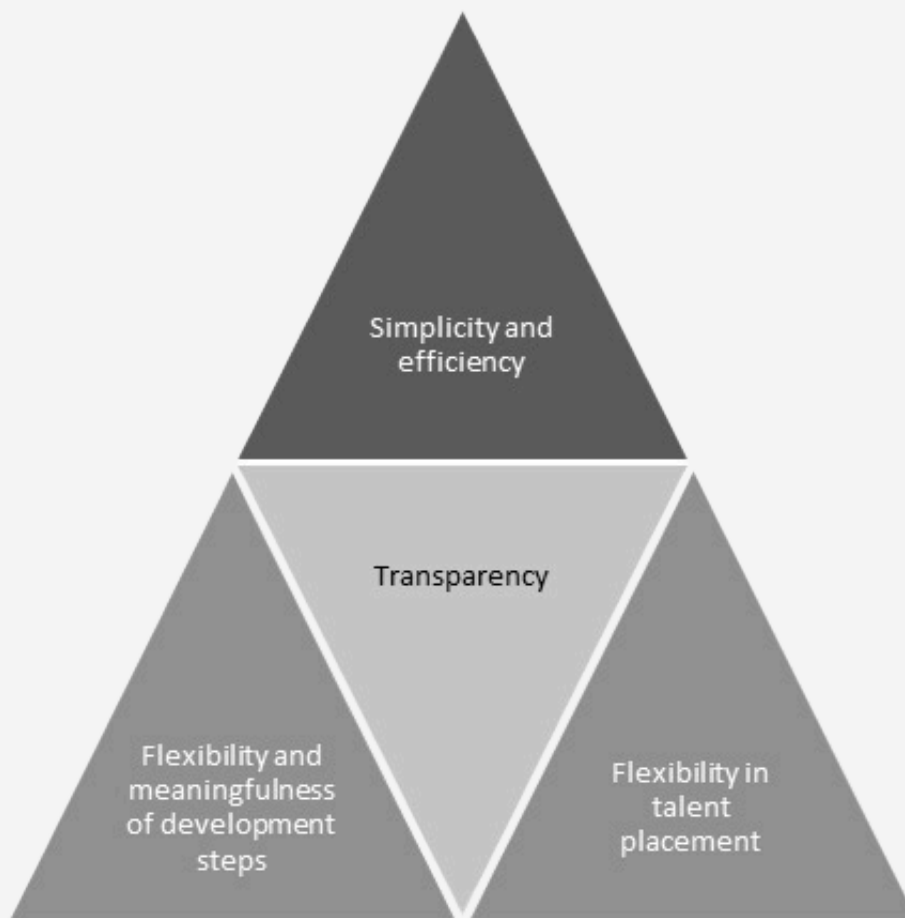 Simplicity and
efficiency
Transparency
Flexibility and
meaningfulness
of development
steps
Flexibility in
talent
placement